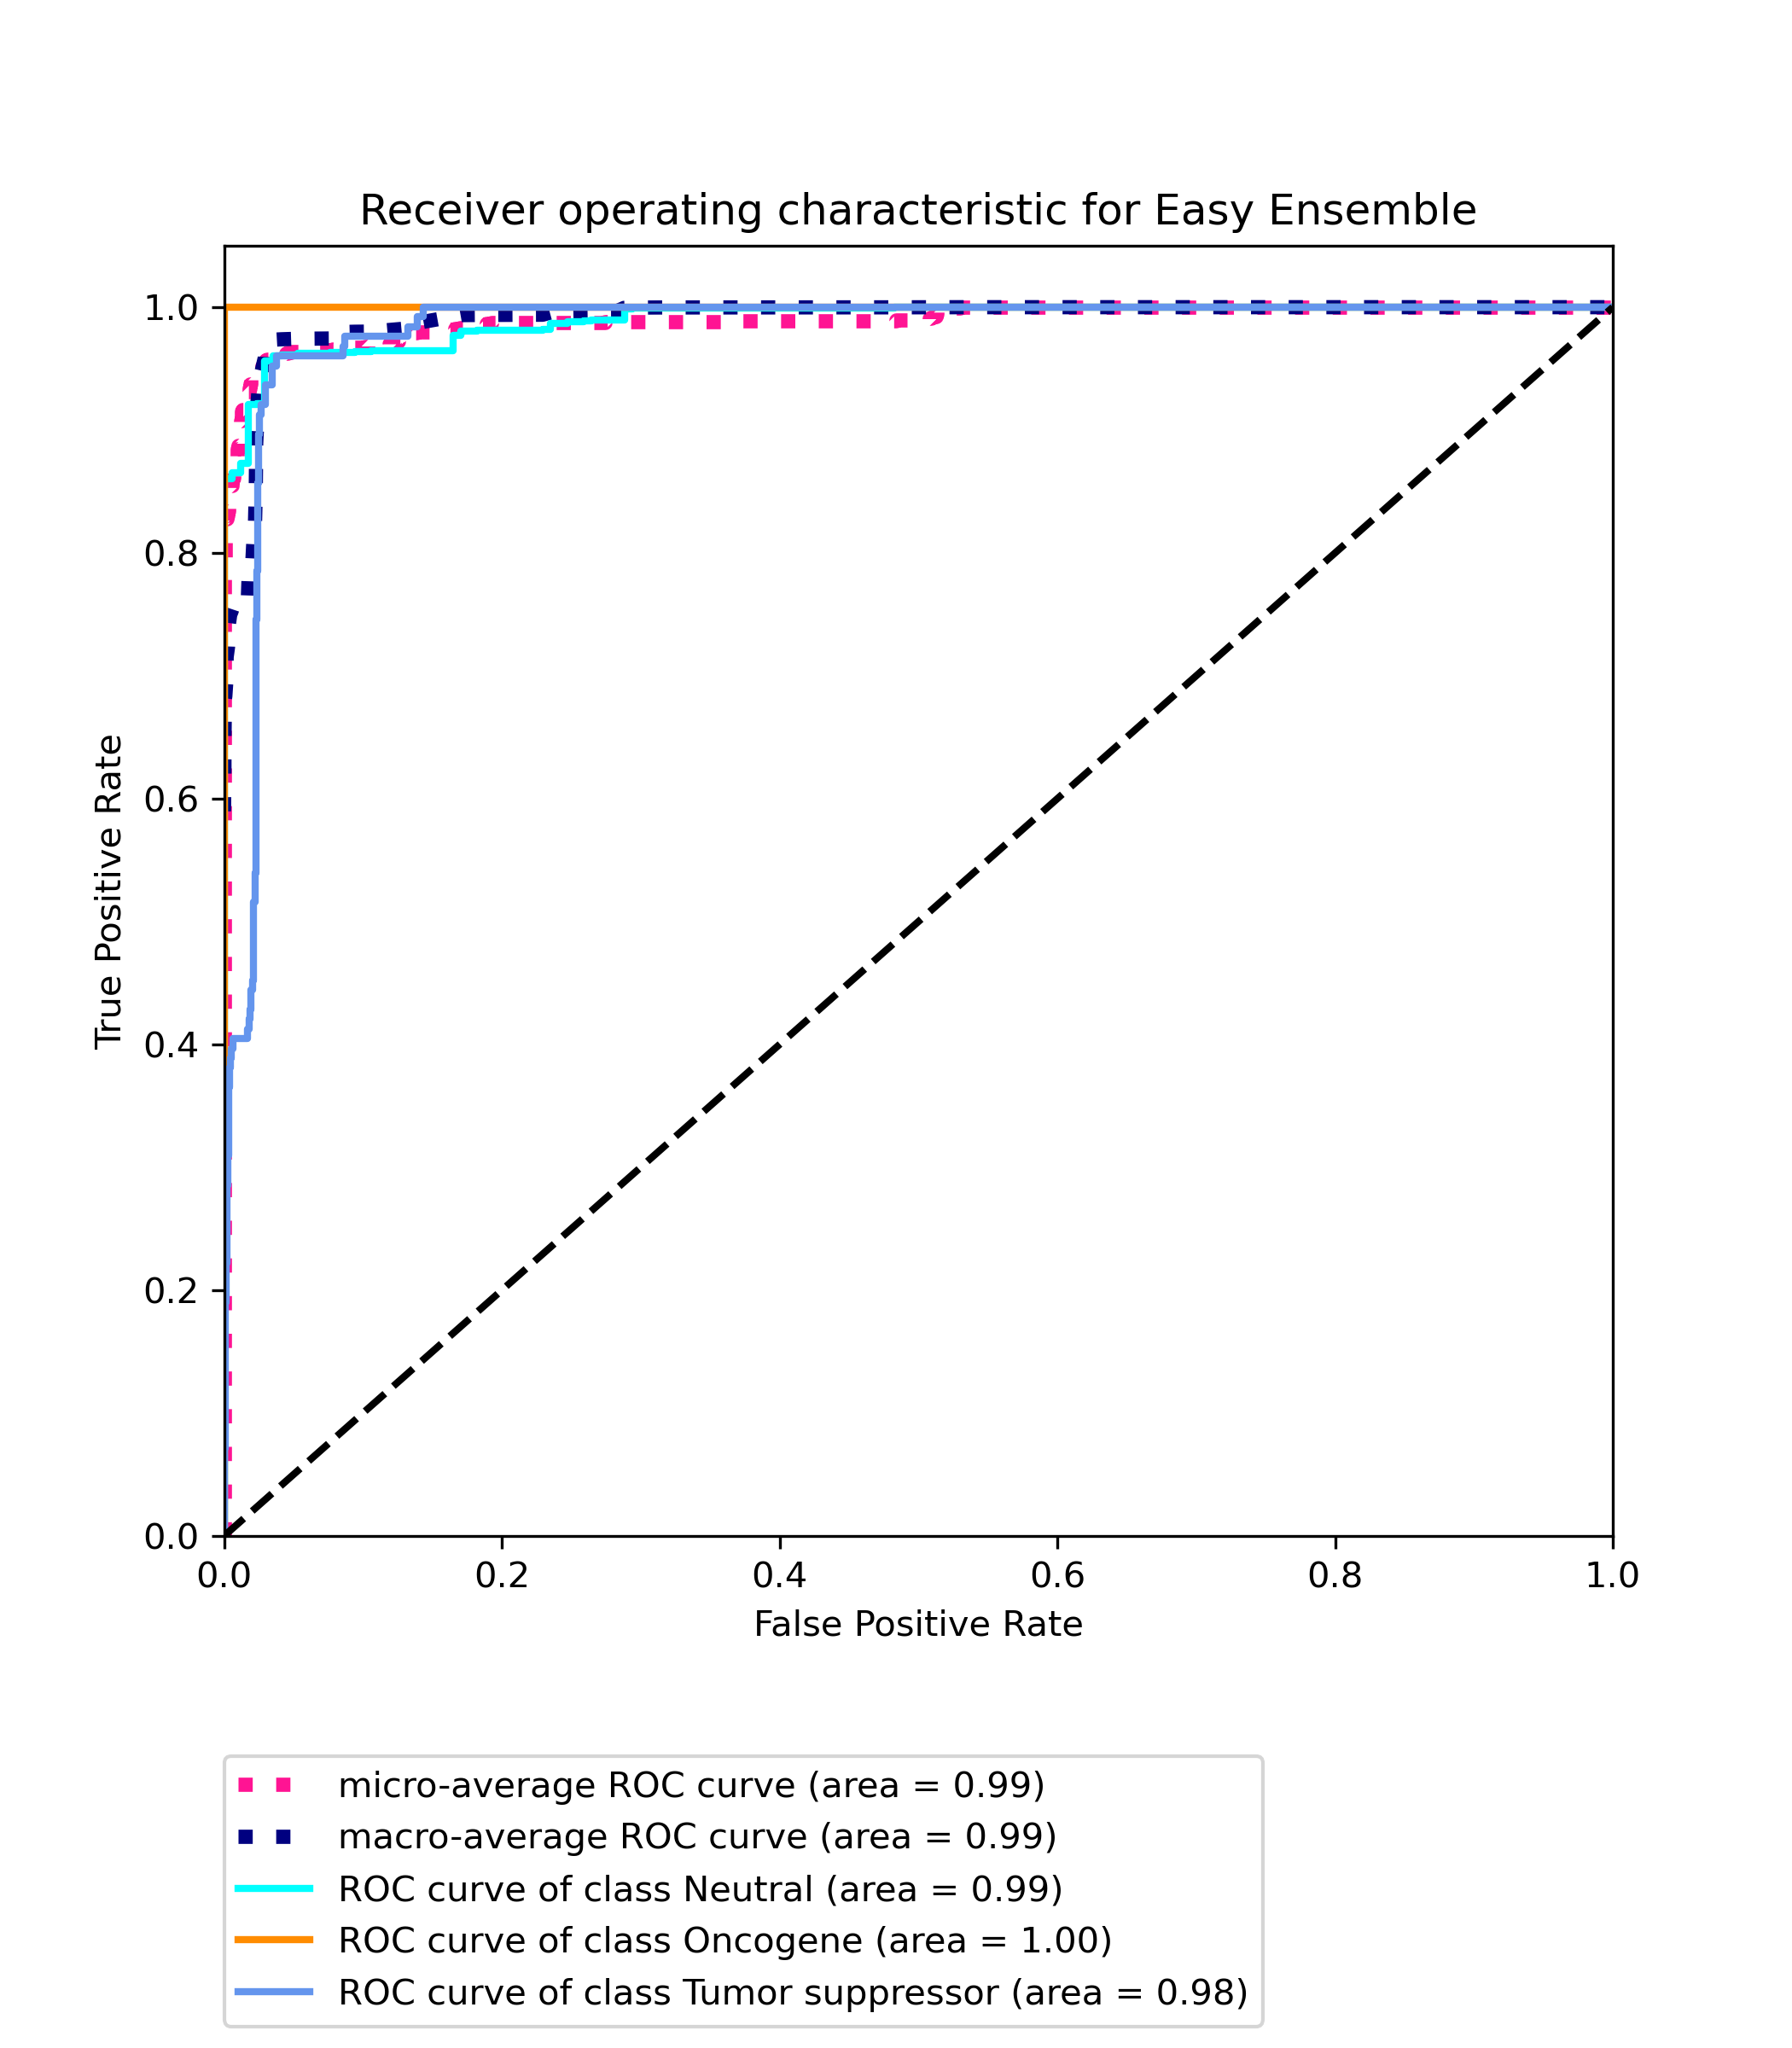 Receiver operating characteristic for Easy Ensemble
1.0
0.8
0.6
0.4
0.2
0.0
True Positive Rate
0.0 0.2 0.4 0.6 0.8 1.0
False Positive Rate
micro-average ROC curve (area = 0.99)
macro-average ROC curve (area = 0.99)
ROC curve of class Neutral (area = 0.99)
ROC curve of class Oncogene (area = 1.00)
ROC curve of class Tumor suppressor (area = 0.98)